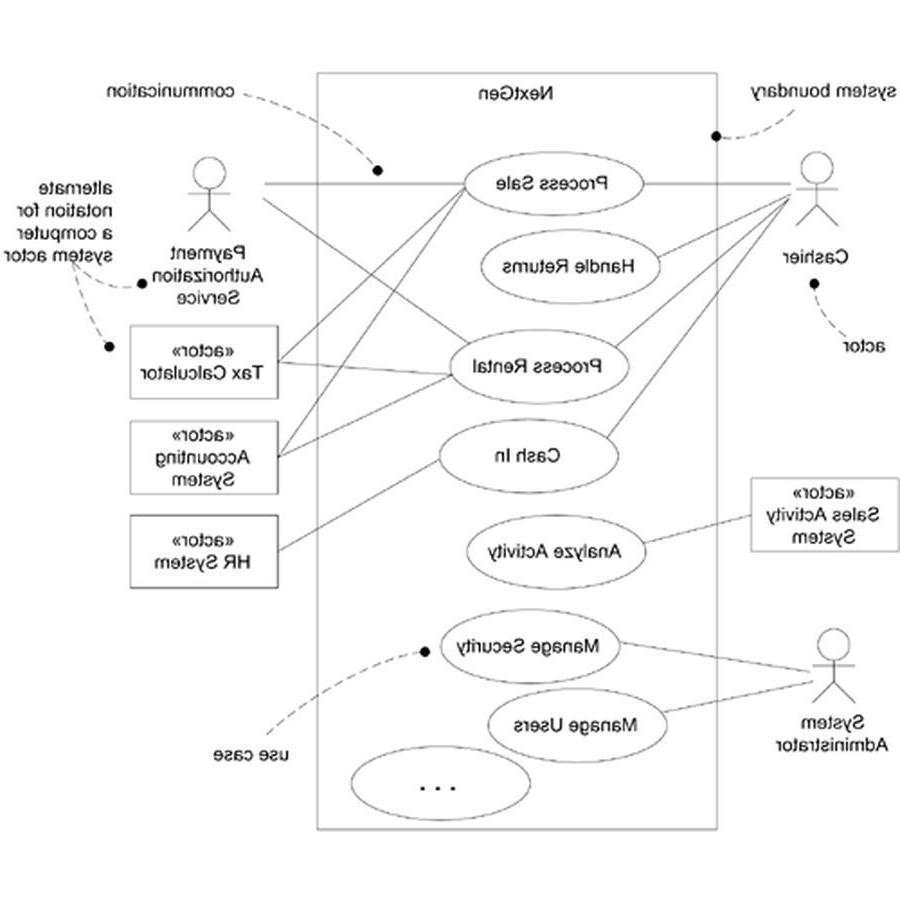 NextGen
system boundary
communication
Process Sale
Cashier
actor
Handle Returns
Payment
Authorization
Service
alternate
notation for
a computer
system actor
Process Rental
«actor»
Tax Calculator
Cash In
«actor»
Accounting
System
«actor»
Sales Activity
System
Analyze Activity
«actor»
HR System
Manage Security
System
Administrator
Manage Users
use case
. . .